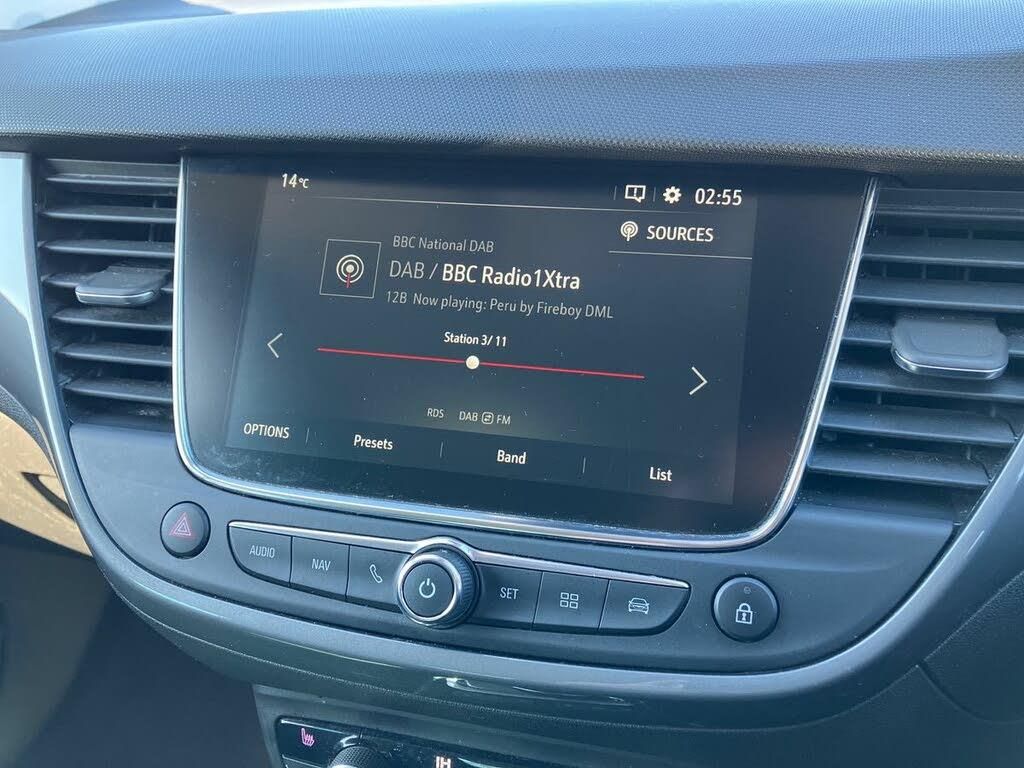 14°C 02:55
SOURCES
BBC National DAB
DAB / BBC Radio1Xtra
12B Now playing: Peru by Fireboy DML
Station 3/11
RDS DAB FM
OPTIONS Presets Band List
AUDIO NAV SET